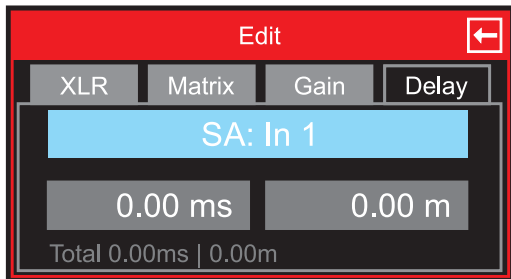 Edit
XLR Matrix Gain Delay
SA: In 1
0.00 ms 0.00 m
Total 0.00ms | 0.00m